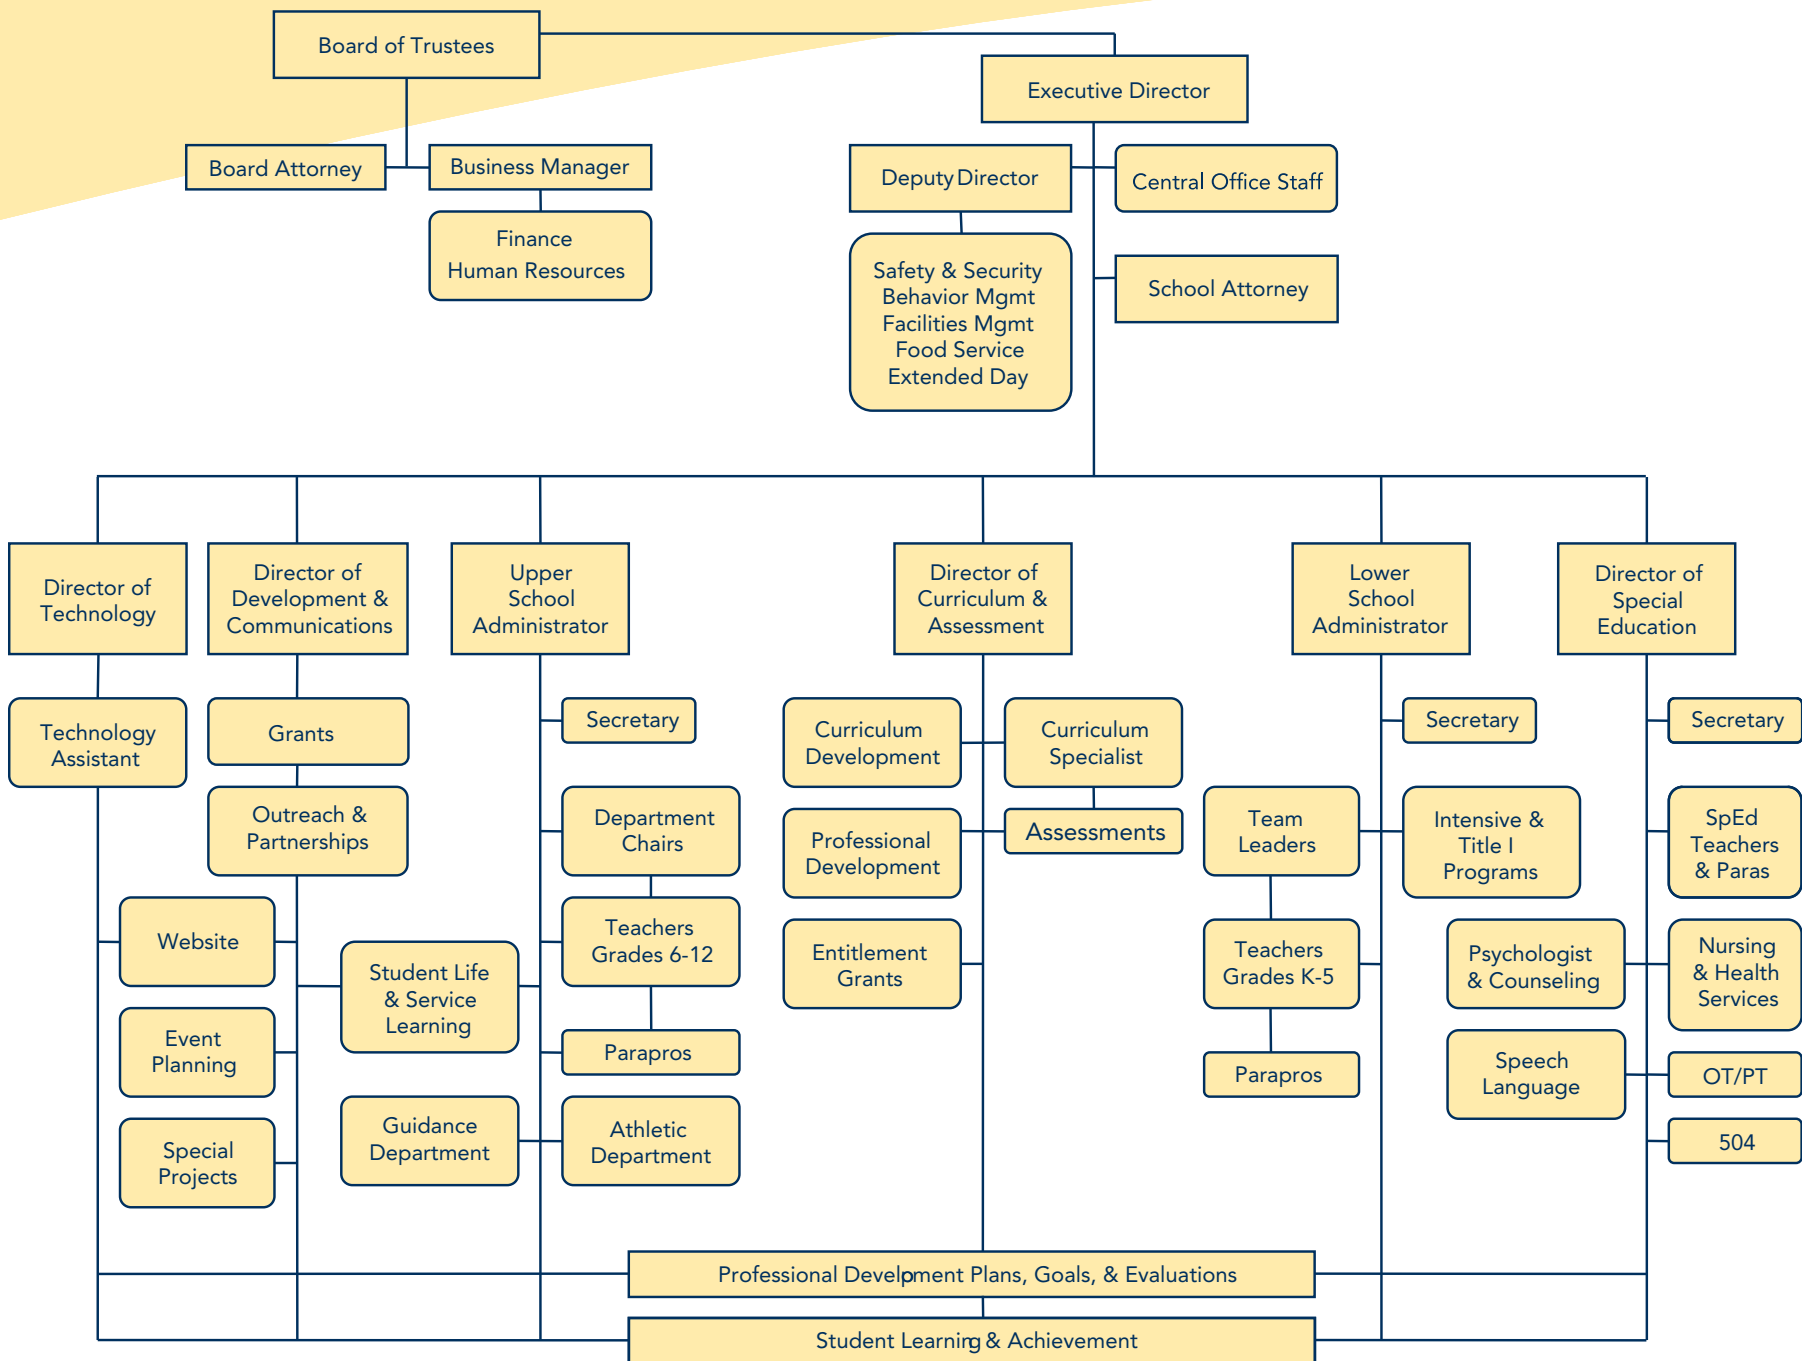 Board of Trustees
Executive Director
Board Attorney
Business Manager
Deputy Director
Central Office Staff
Finance
Human Resources
Safety & Security
Behavior Mgmt
Facilities Mgmt
Food Service
Extended Day
School Attorney
Director of
Technology
Director of
Development &
Communications
Upper
School
Administrator
Director of
Curriculum &
Assessment
Lower
School
Administrator
Director of
Special
Education
Technology
Assistant
Grants
Outreach &
Partnerships
Website
Event
Planning
Special
Projects
Secretary
Department
Chairs
Teachers
Grades 6-12
Student Life
& Service
Learning
Parapros
Guidance
Department
Athletic
Department
Curriculum
Development
Curriculum
Specialist
Professional
Development
Assessments
Entitlement
Grants
Secretary
Team
Leaders
Intensive &
Title I
Programs
Teachers
Grades K-5
Parapros
Secretary
SpEd
Teachers
& Paras
Psychologist
& Counseling
Nursing
& Health
Services
Speech
Language
OT/PT
504
Professional Development Plans, Goals, & Evaluations
Student Learning & Achievement